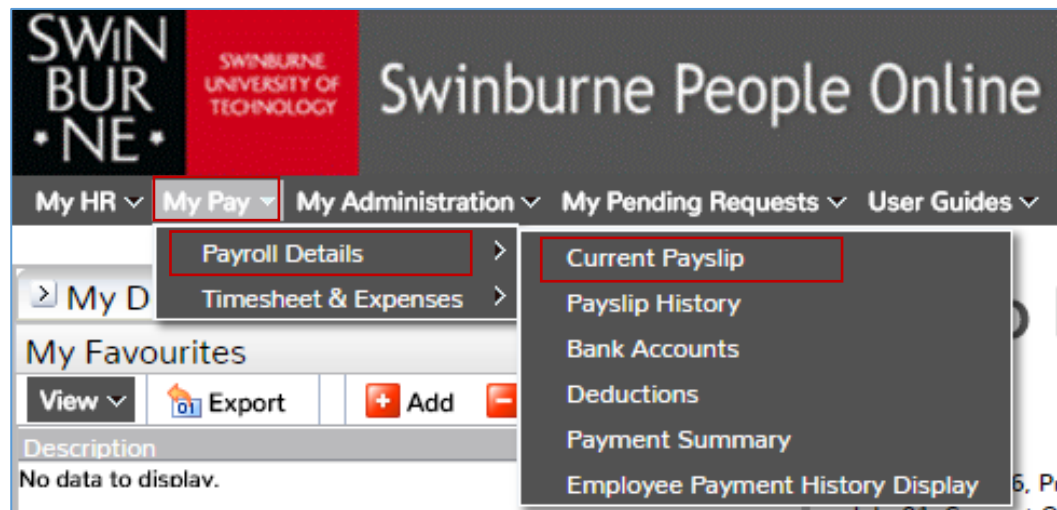 SWIN
BUR
• NE •
SWINBURNE
UNIVERSITY OF
TECHNOLOGY
Swinburne People Online
My HR My Pay My Administration My Pending Requests User Guides
Payroll Details
Timesheet & Expenses
Current Payslip
Payslip History
Bank Accounts
Deductions
Payment Summary
Employee Payment History Display
My D
My Favourites
View Export Add
Description
No data to display.
6, P